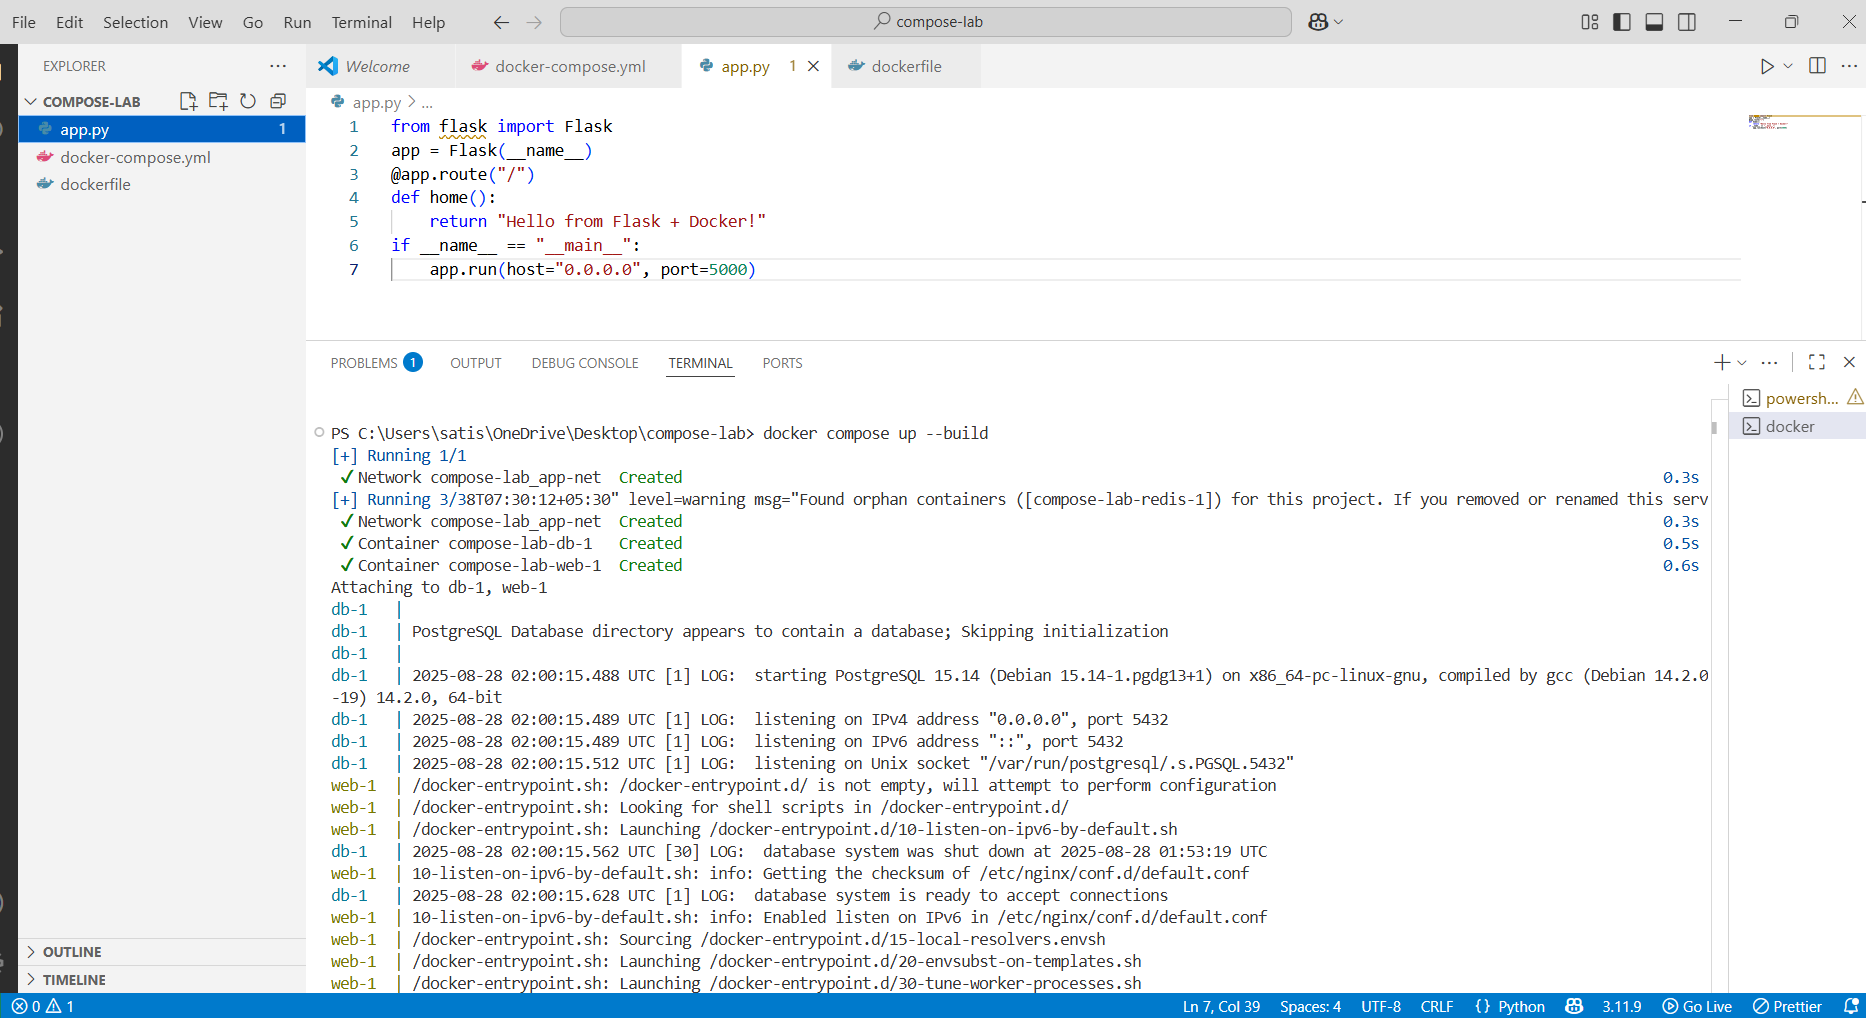 File Edit Selection View Go Run Terminal Help
compose-lab
EXPLORER
COMPOSE-LAB
app.py 1
docker-compose.yml
dockerfile
OUTLINE
TIMELINE
Welcome docker-compose.yml app.py 1 dockerfile
app.py > ...
1 from flask import Flask
2 app = Flask(__name__)
3 @app.route("/")
4 def home():
5 return "Hello from Flask + Docker!"
6 if __name__ == "__main__":
7 app.run(host="0.0.0.0", port=5000)
PROBLEMS 1 OUTPUT DEBUG CONSOLE TERMINAL PORTS
powersh...
docker
PS C:\Users\satis\OneDrive\Desktop\compose-lab> docker compose up --build
[+] Running 1/1
✔ Network compose-lab_app-net Created 0.3s
[+] Running 3/38T07:30:12+05:30" level=warning msg="Found orphan containers ([compose-lab-redis-1]) for this project. If you removed or renamed this serv
✔ Network compose-lab_app-net Created 0.3s
✔ Container compose-lab-db-1 Created 0.5s
✔ Container compose-lab-web-1 Created 0.6s
Attaching to db-1, web-1
db-1 |
db-1 | PostgreSQL Database directory appears to contain a database; Skipping initialization
db-1 |
db-1 | 2025-08-28 02:00:15.488 UTC [1] LOG: starting PostgreSQL 15.14 (Debian 15.14-1.pgdg13+1) on x86_64-pc-linux-gnu, compiled by gcc (Debian 14.2.0
-19) 14.2.0, 64-bit
db-1 | 2025-08-28 02:00:15.489 UTC [1] LOG: listening on IPv4 address "0.0.0.0", port 5432
db-1 | 2025-08-28 02:00:15.489 UTC [1] LOG: listening on IPv6 address "::", port 5432
db-1 | 2025-08-28 02:00:15.512 UTC [1] LOG: listening on Unix socket "/var/run/postgresql/.s.PGSQL.5432"
web-1 | /docker-entrypoint.sh: /docker-entrypoint.d/ is not empty, will attempt to perform configuration
web-1 | /docker-entrypoint.sh: Looking for shell scripts in /docker-entrypoint.d/
web-1 | /docker-entrypoint.sh: Launching /docker-entrypoint.d/10-listen-on-ipv6-by-default.sh
db-1 | 2025-08-28 02:00:15.562 UTC [30] LOG: database system was shut down at 2025-08-28 01:53:19 UTC
web-1 | 10-listen-on-ipv6-by-default.sh: info: Getting the checksum of /etc/nginx/conf.d/default.conf
db-1 | 2025-08-28 02:00:15.628 UTC [1] LOG: database system is ready to accept connections
web-1 | 10-listen-on-ipv6-by-default.sh: info: Enabled listen on IPv6 in /etc/nginx/conf.d/default.conf
web-1 | /docker-entrypoint.sh: Sourcing /docker-entrypoint.d/15-local-resolvers.envsh
web-1 | /docker-entrypoint.sh: Launching /docker-entrypoint.d/20-envsubst-on-templates.sh
web-1 | /docker-entrypoint.sh: Launching /docker-entrypoint.d/30-tune-worker-processes.sh
0 1 Ln 7, Col 39 Spaces: 4 UTF-8 CRLF {} Python 3.11.9 Go Live Prettier